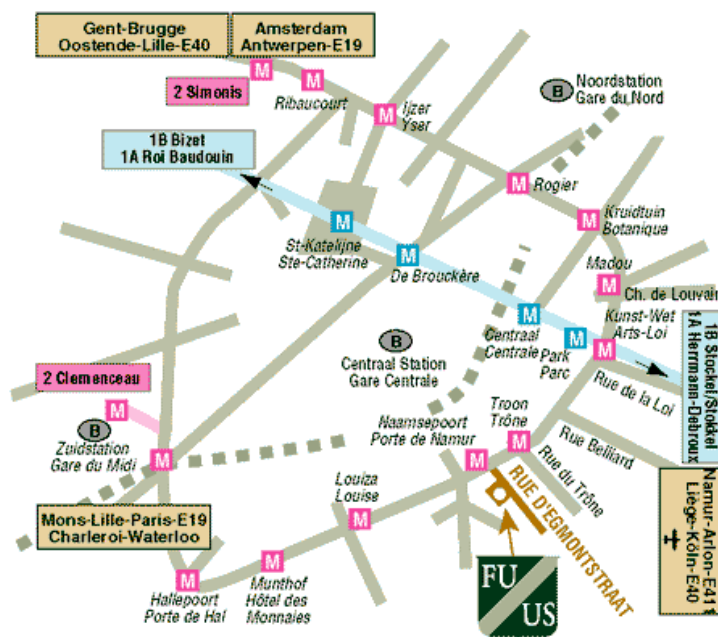 Gent-Brugge
Oostende-Lille-E40
Amsterdam
Antwerpen-E19
M
2 Simonis
M
Ribaucourt
M
Ijzer
Yser
B
Noordstation
Gare du Nord
1B Bizet
1A Roi Baudouin
M
Rogier
M
Kruidtuin
Botanique
M
St-Katelijne
Ste-Catherine
M
De Brouckère
Madou
M
Ch. de Louvain
M
Centraal
Centrale
Kunst-Wet
Arts-Loi
M
Park
Parc
M
1B Stockel/Stokkel
1A Herrmann-Debroux
B
Centraal Station
Gare Centrale
Rue de la Loi
2 Clemenceau
M
B
Zuidstation
Gare du Midi
M
Naamsepoort
Porte de Namur
M
Troon
Trône
M
Rue Belliard
Rue du Trône
Louiza
Louise
M
RUE D'EGMONTSTRAAT
Namur-Arlon-E41
Liège-Köln-E40
Mons-Lille-Paris-E19
Charleroi-Waterloo
M
Hallepoort
Porte de Hal
M
Munthof
Hôtel des
Monnaies
FU
US